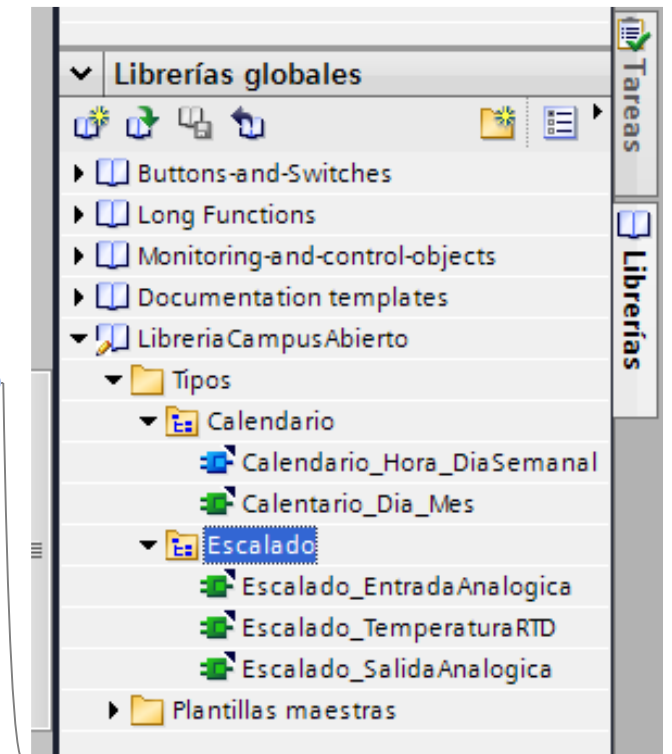 Librerías globales
Buttons-and-Switches
Long Functions
Monitoring-and-control-objects
Documentation templates
LibreriaCampusAbierto
Tipos
Calendario
Calendario_Hora_DiaSemanal
Calentario_Dia_Mes
Escalado
Escalado_EntradaAnalogica
Escalado_TemperaturaRTD
Escalado_SalidaAnalogica
Plantillas maestras
Tareas
Librerías